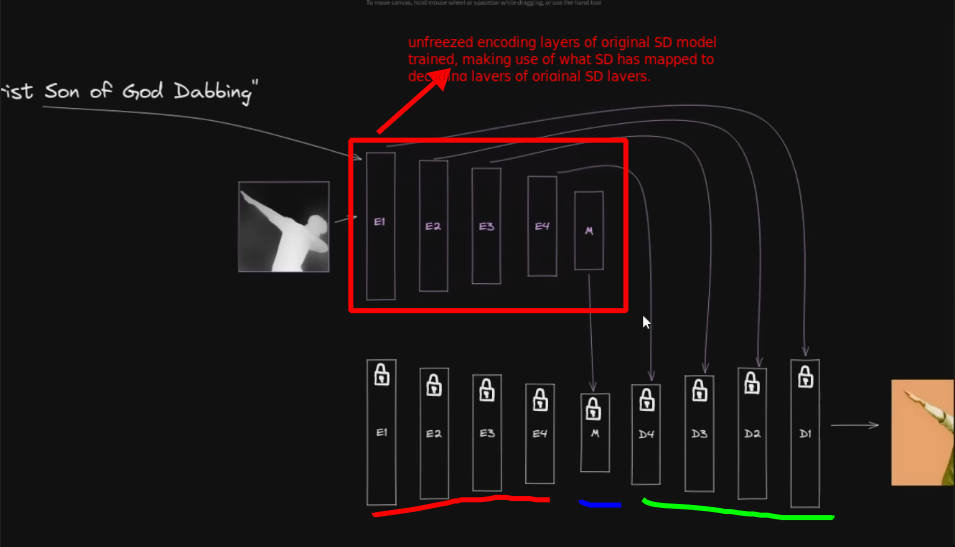 To move canvas, hold mouse wheel or spacebar while dragging, or use the hand tool
unfreezed encoding layers of original SD model
trained, making use of what SD has mapped to
layers of original SD layers.
ist Son of God Dabbing"
E1
E2
E3
E4
M
E1
E2
E3
E4
M
D4
D3
D2
D1